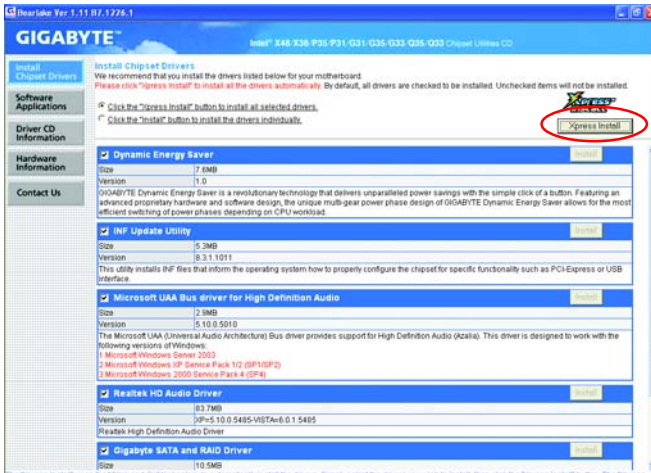 Bearlake Ver 1.11 B7.1226.1
GIGABYTE™
Intel® X48/X38/P35/P31/G31/G35/G33/Q35/Q33 Chipset Utilities CD
Install
Chipset Drivers
Software
Applications
Driver CD
Information
Hardware
Information
Contact Us
Install Chipset Drivers
We recommend that you install the drivers listed below for your motherboard.
Please click "Xpress Install" to install all the drivers automatically. By default, all drivers are checked to be installed. Unchecked items will not be installed.
Click the "Xpress Install" button to install all selected drivers.
Click the "Install" button to install the drivers individually.
Xpress
Install
Xpress Install
Dynamic Energy Saver
Install
Size 7.6MB
Version 1.0
GIGABYTE Dynamic Energy Saver is a revolutionary technology that delivers unparalleled power savings with the simple click of a button. Featuring an
advanced proprietary hardware and software design, the unique multi-gear power phase design of GIGABYTE Dynamic Energy Saver allows for the most
efficient switching of power phases depending on CPU workload.
INF Update Utility
Install
Size 5.3MB
Version 8.3.1.1011
This utility installs INF files that inform the operating system how to properly configure the chipset for specific functionality such as PCI-Express or USB
interface.
Microsoft UAA Bus driver for High Definition Audio
Install
Size 2.9MB
Version 5.10.0.5010
The Microsoft UAA (Universal Audio Architecture) Bus driver provides support for High Definition Audio (Azalia). This driver is designed to work with the
following versions of Windows:
1.Microsoft Windows Server 2003
2.Microsoft Windows XP Service Pack 1/2 (SP1/SP2)
3.Microsoft Windows 2000 Service Pack 4 (SP4)
Realtek HD Audio Driver
Install
Size 83.7MB
Version XP=5.10.0.5485-VISTA=6.0.1.5485
Realtek High Definition Audio Driver
Gigabyte SATA and RAID Driver
Install
Size 10.5MB